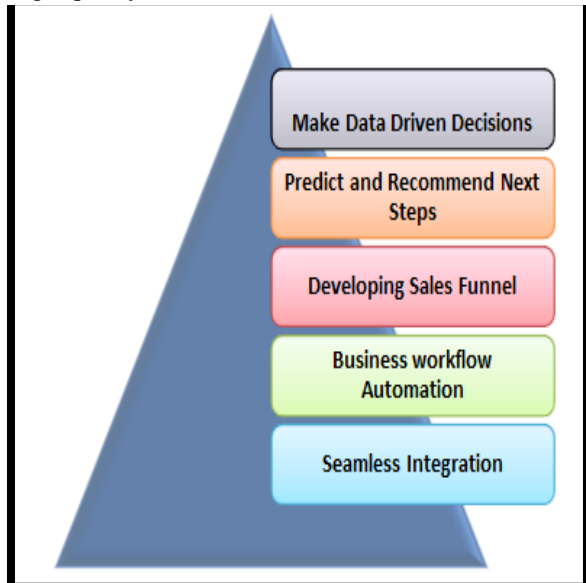 Make Data Driven Decisions
Predict and Recommend Next
Steps
Developing Sales Funnel
Business workflow
Automation
Seamless Integration